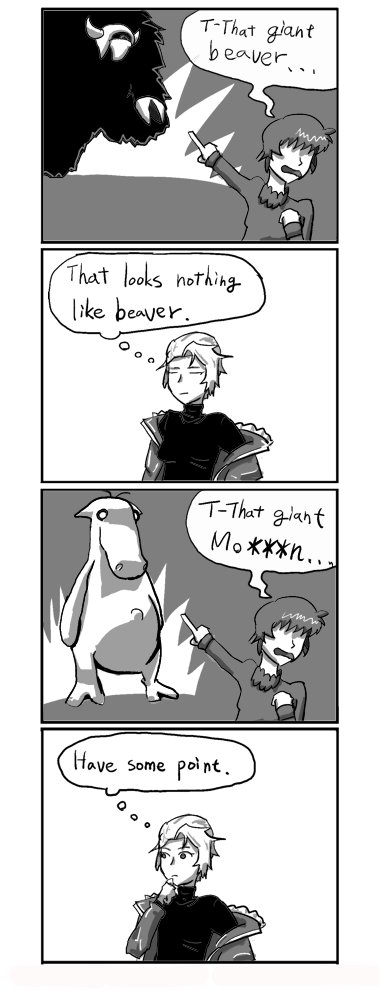 T-That giant
beaver...
That looks nothing
like beaver.
T-That giant
Mo***n...
Have some point.